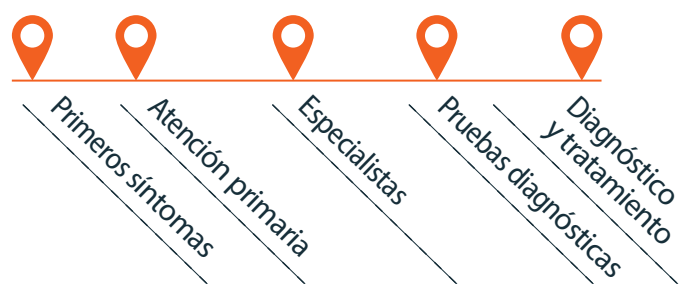 Primeros síntomas
Atención primaria
Especialistas
Pruebas diagnósticas
Diagnóstico
y tratamiento